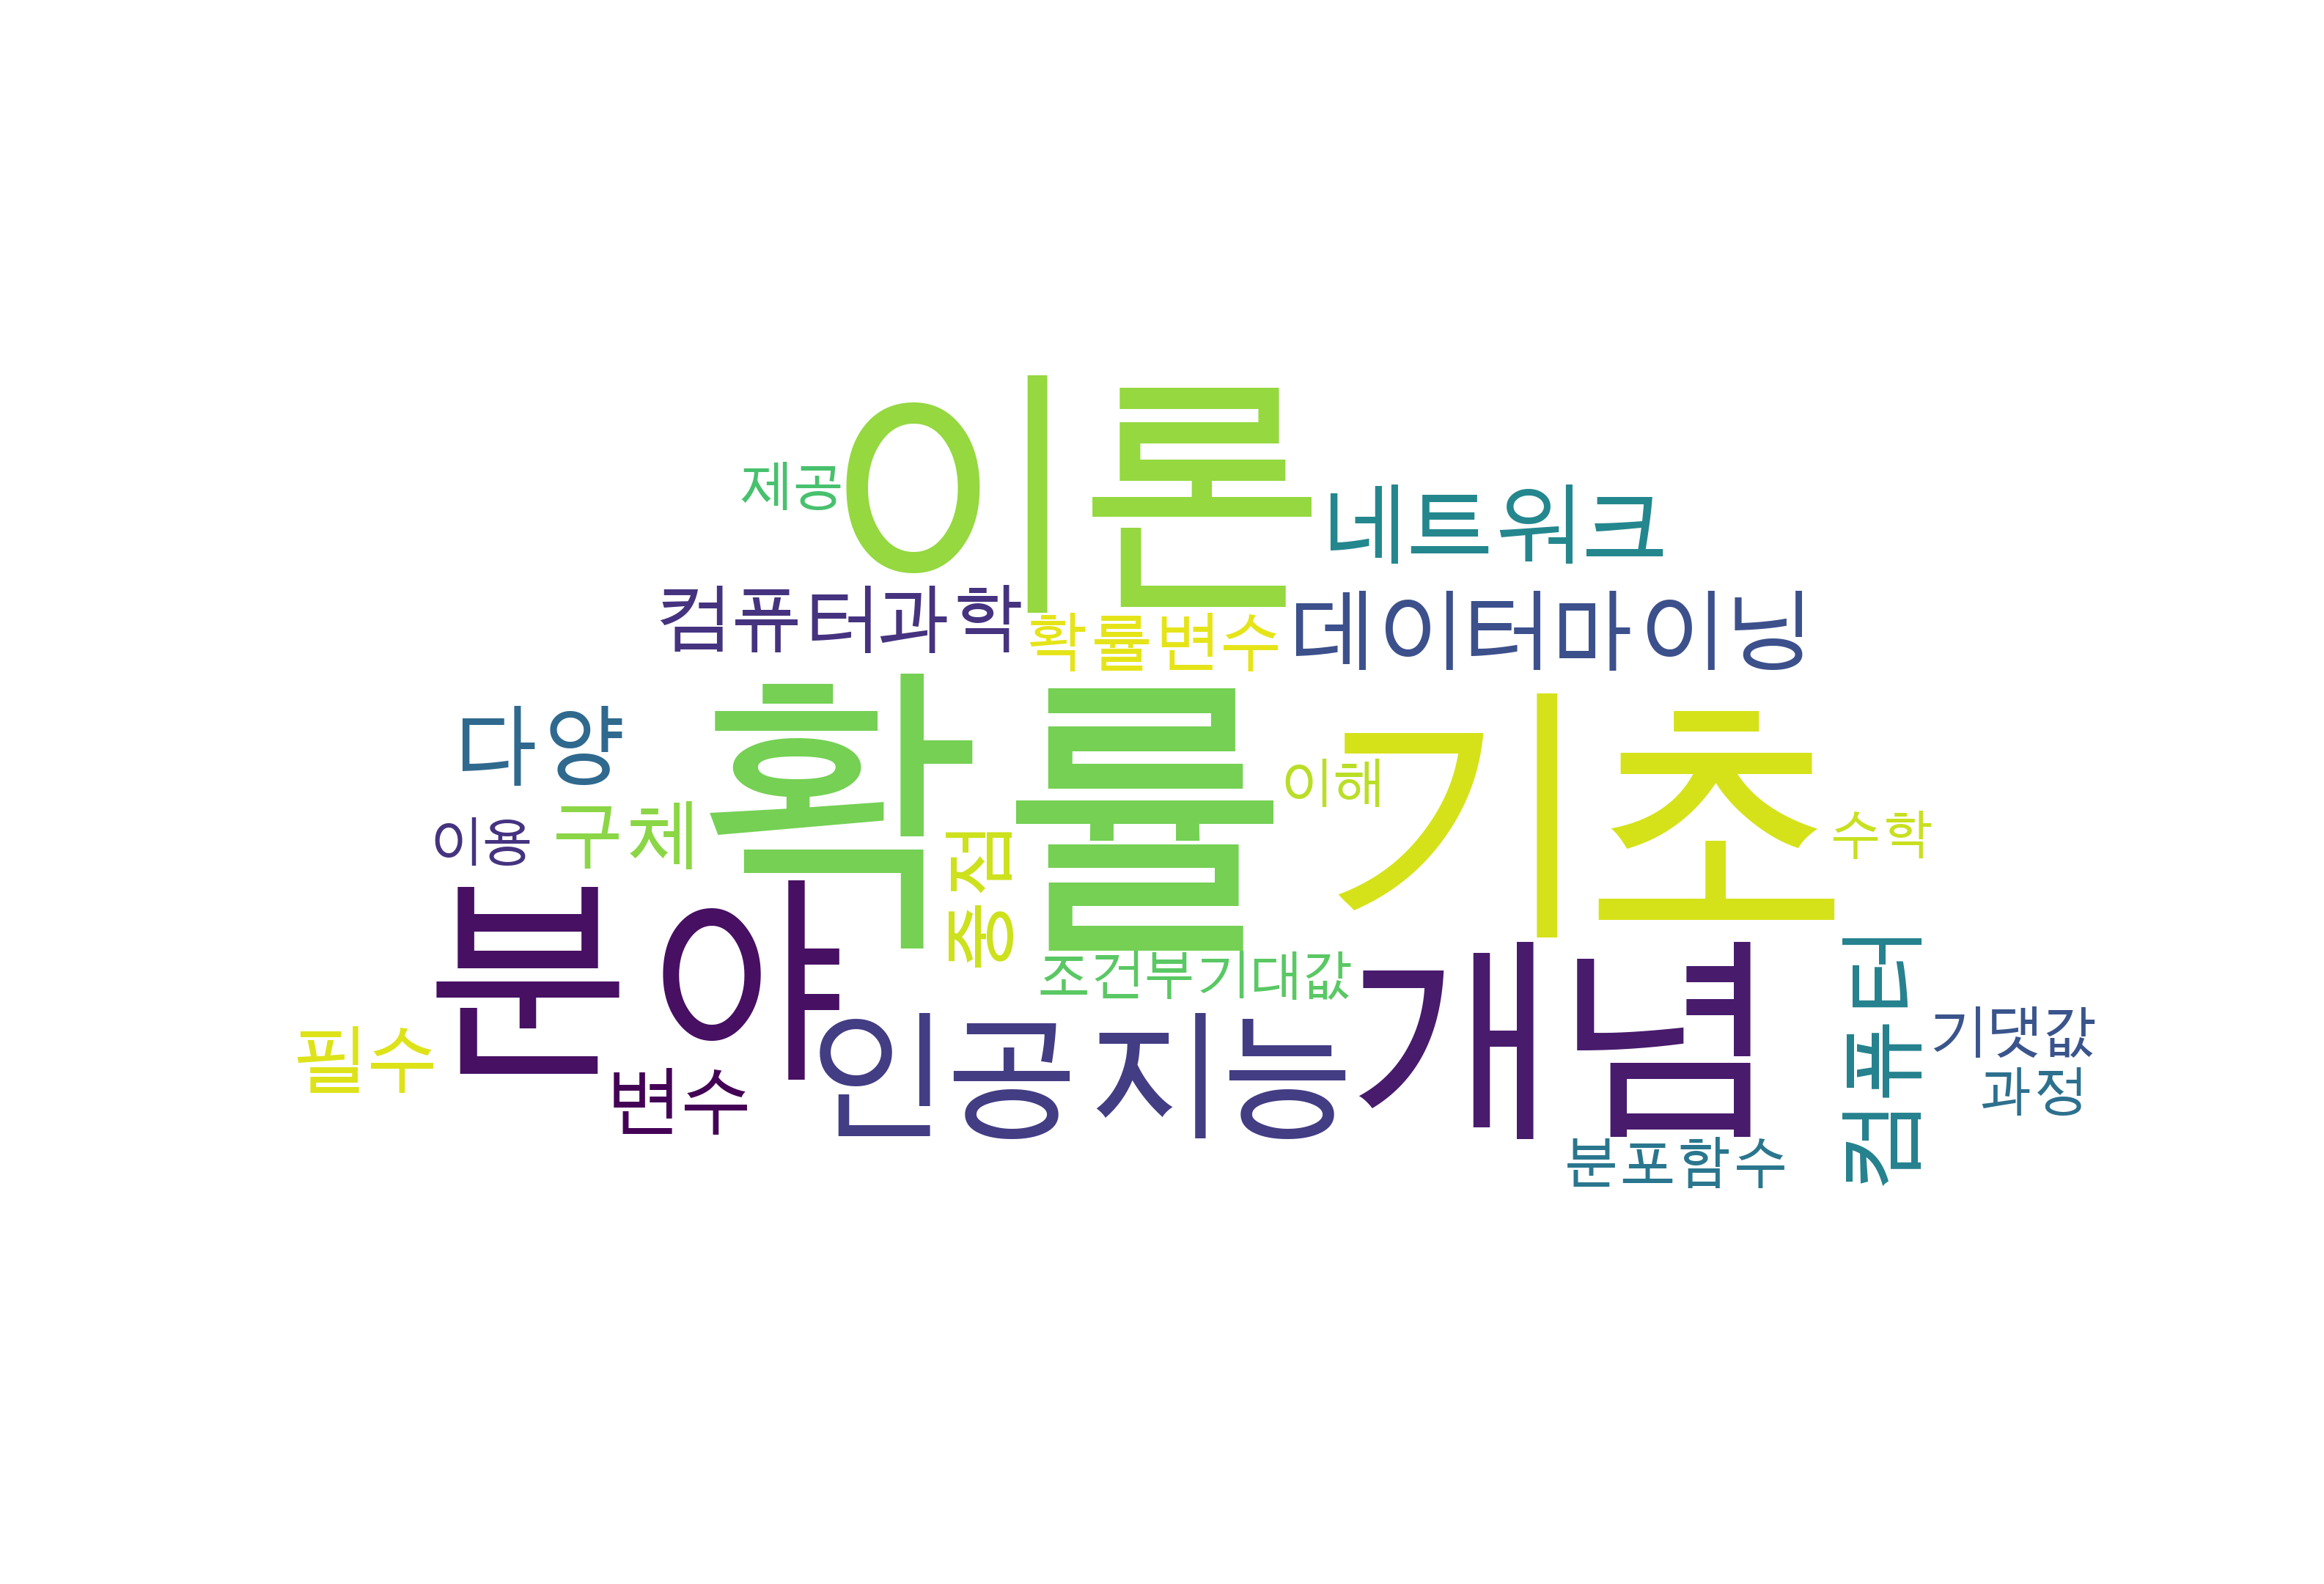 이론
제공
네트워크
컴퓨터과학
확률변수
데이터마이닝
다양
확률
기초
이해
이용
구체
수학
조건
분야
조건부기대값
개념
컴퓨터
필수
기댓값
변수
인공지능
과정
분포함수